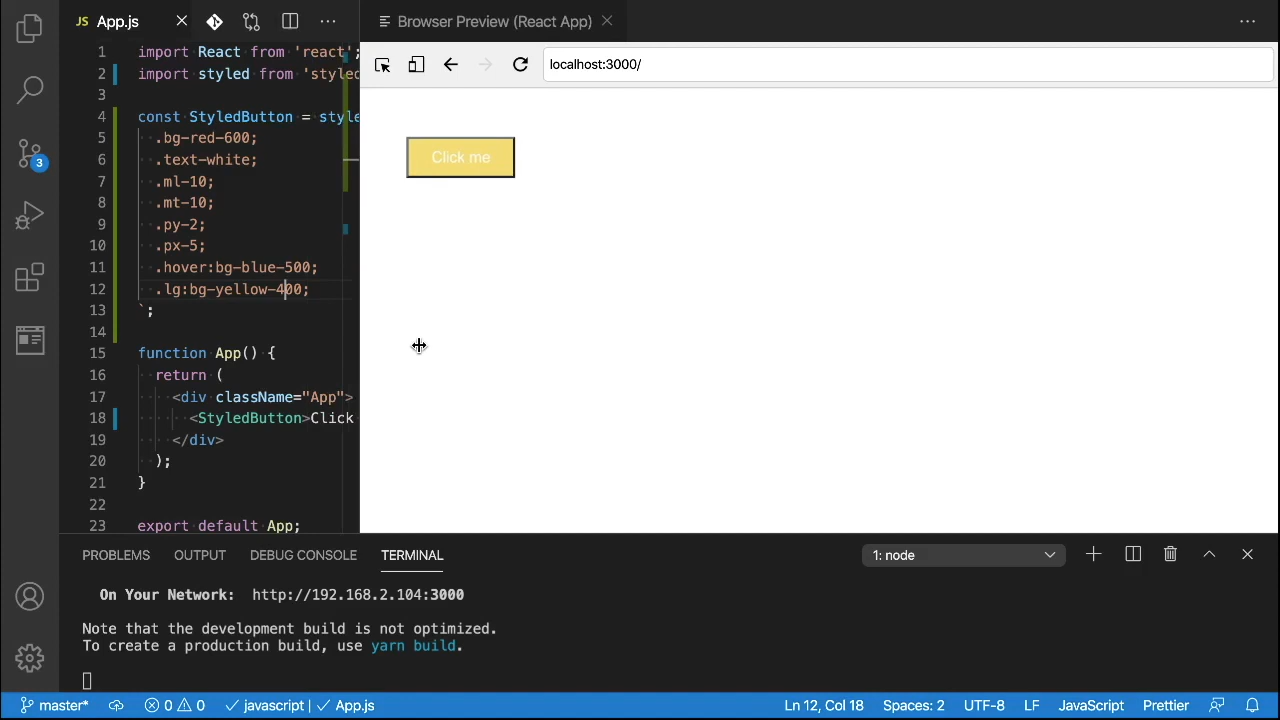 JS App.js
Browser Preview (React App)
localhost:3000/
1 import React from 'react';
2 import styled from 'styled
3
4 const StyledButton = style
5 .bg-red-600;
6 .text-white;
7 .ml-10;
8 .mt-10;
9 .py-2;
10 .px-5;
11 .hover:bg-blue-500;
12 .lg:bg-yellow-400;
13 `;
14
15 function App() {
16 return (
17 <div className="App">
18 <StyledButton>Click
19 </div>
20 );
21 }
22
23 export default App;
Click me
3
PROBLEMS OUTPUT DEBUG CONSOLE TERMINAL 1: node
On Your Network: http://192.168.2.104:3000
Note that the development build is not optimized.
To create a production build, use yarn build.
master* 0 0 javascript | App.js Ln 12, Col 18 Spaces: 2 UTF-8 LF JavaScript Prettier